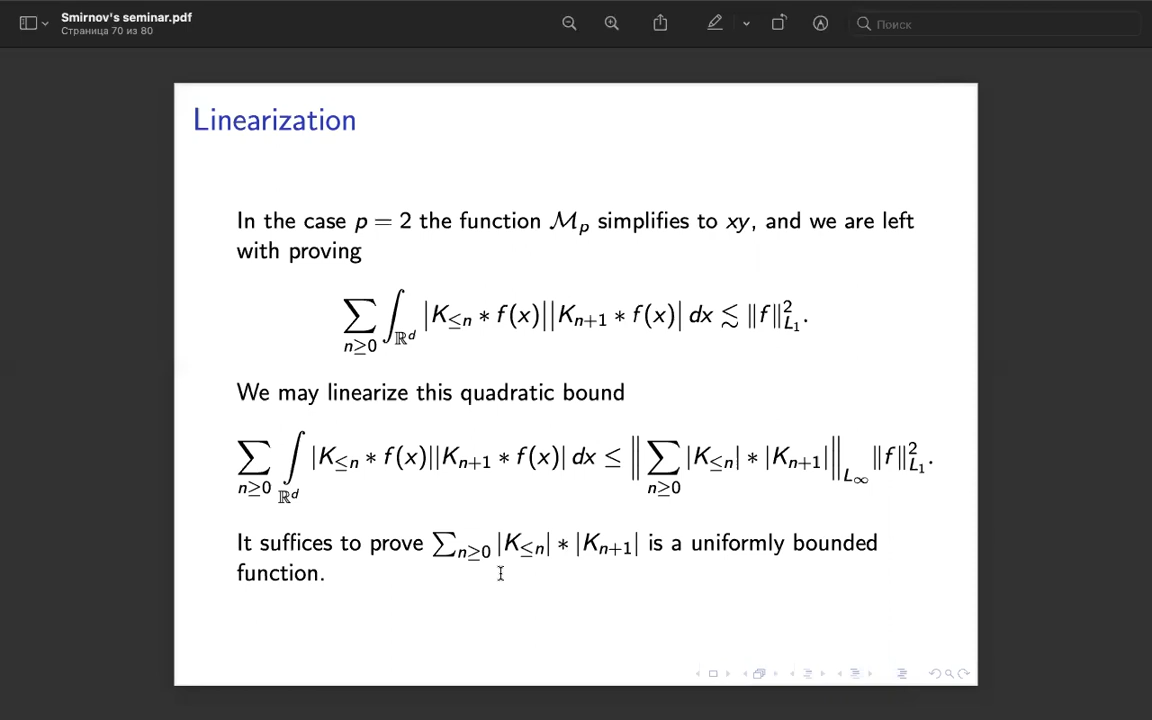 Smirnov's seminar.pdf
Страница 70 из 80
Поиск
Linearization
In the case p = 2 the function ℳ_p simplifies to xy, and we are left
with proving
∑_{n≥0} ∫_{ℝ^d} |K_{≤n} ∗ f(x)||K_{n+1} ∗ f(x)| dx ≲ ‖f‖²_{L_1}.
We may linearize this quadratic bound
∑_{n≥0} ∫_{ℝ^d} |K_{≤n} ∗ f(x)||K_{n+1} ∗ f(x)| dx ≤ ‖∑_{n≥0} |K_{≤n}| ∗ |K_{n+1}|‖_{L_∞} ‖f‖²_{L_1}.
It suffices to prove ∑_{n≥0} |K_{≤n}| ∗ |K_{n+1}| is a uniformly bounded
function.